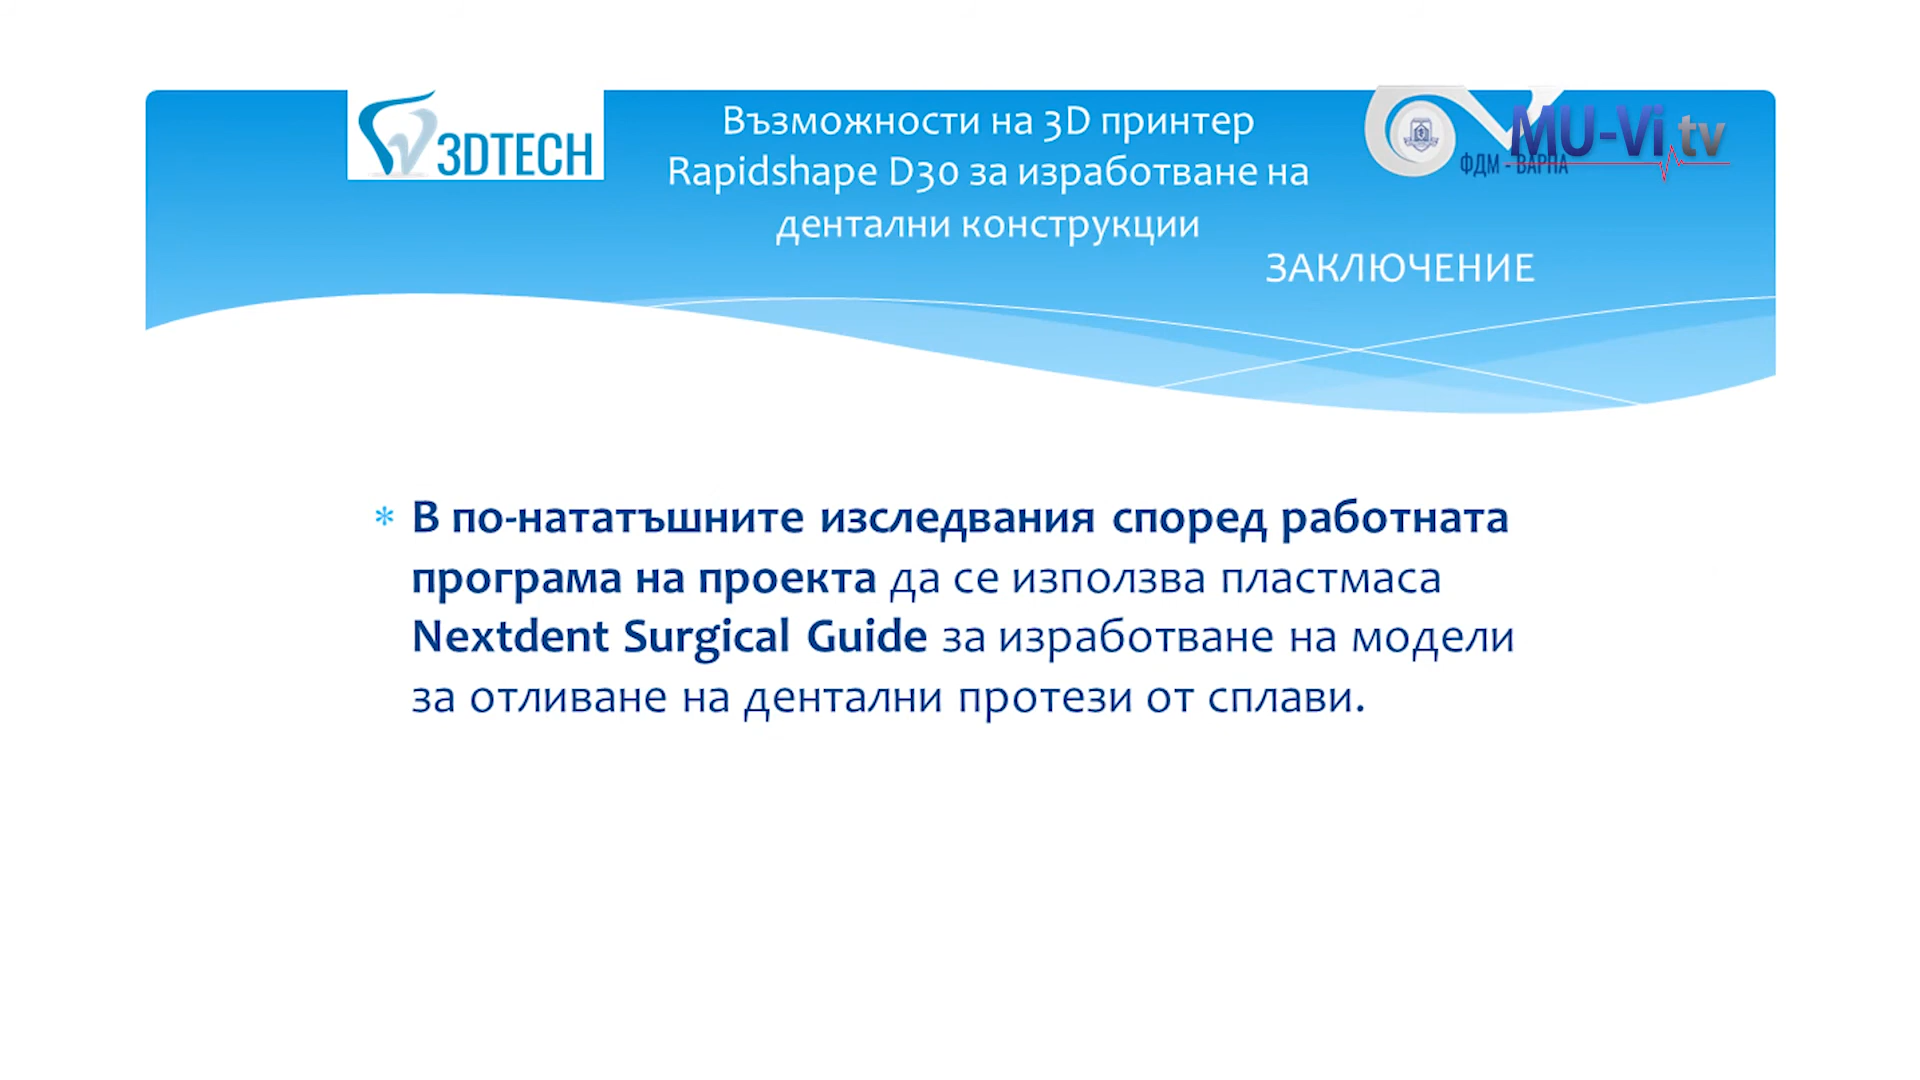 3DTECH
Възможности на 3D принтер
Rapidshape D30 за изработване на
дентални конструкции
ФДМ - ВАРНА
MU-Vi.tv
ЗАКЛЮЧЕНИЕ
* В по-нататъшните изследвания според работната
програма на проекта да се използва пластмаса
Nextdent Surgical Guide за изработване на модели
за отливане на дентални протези от сплави.